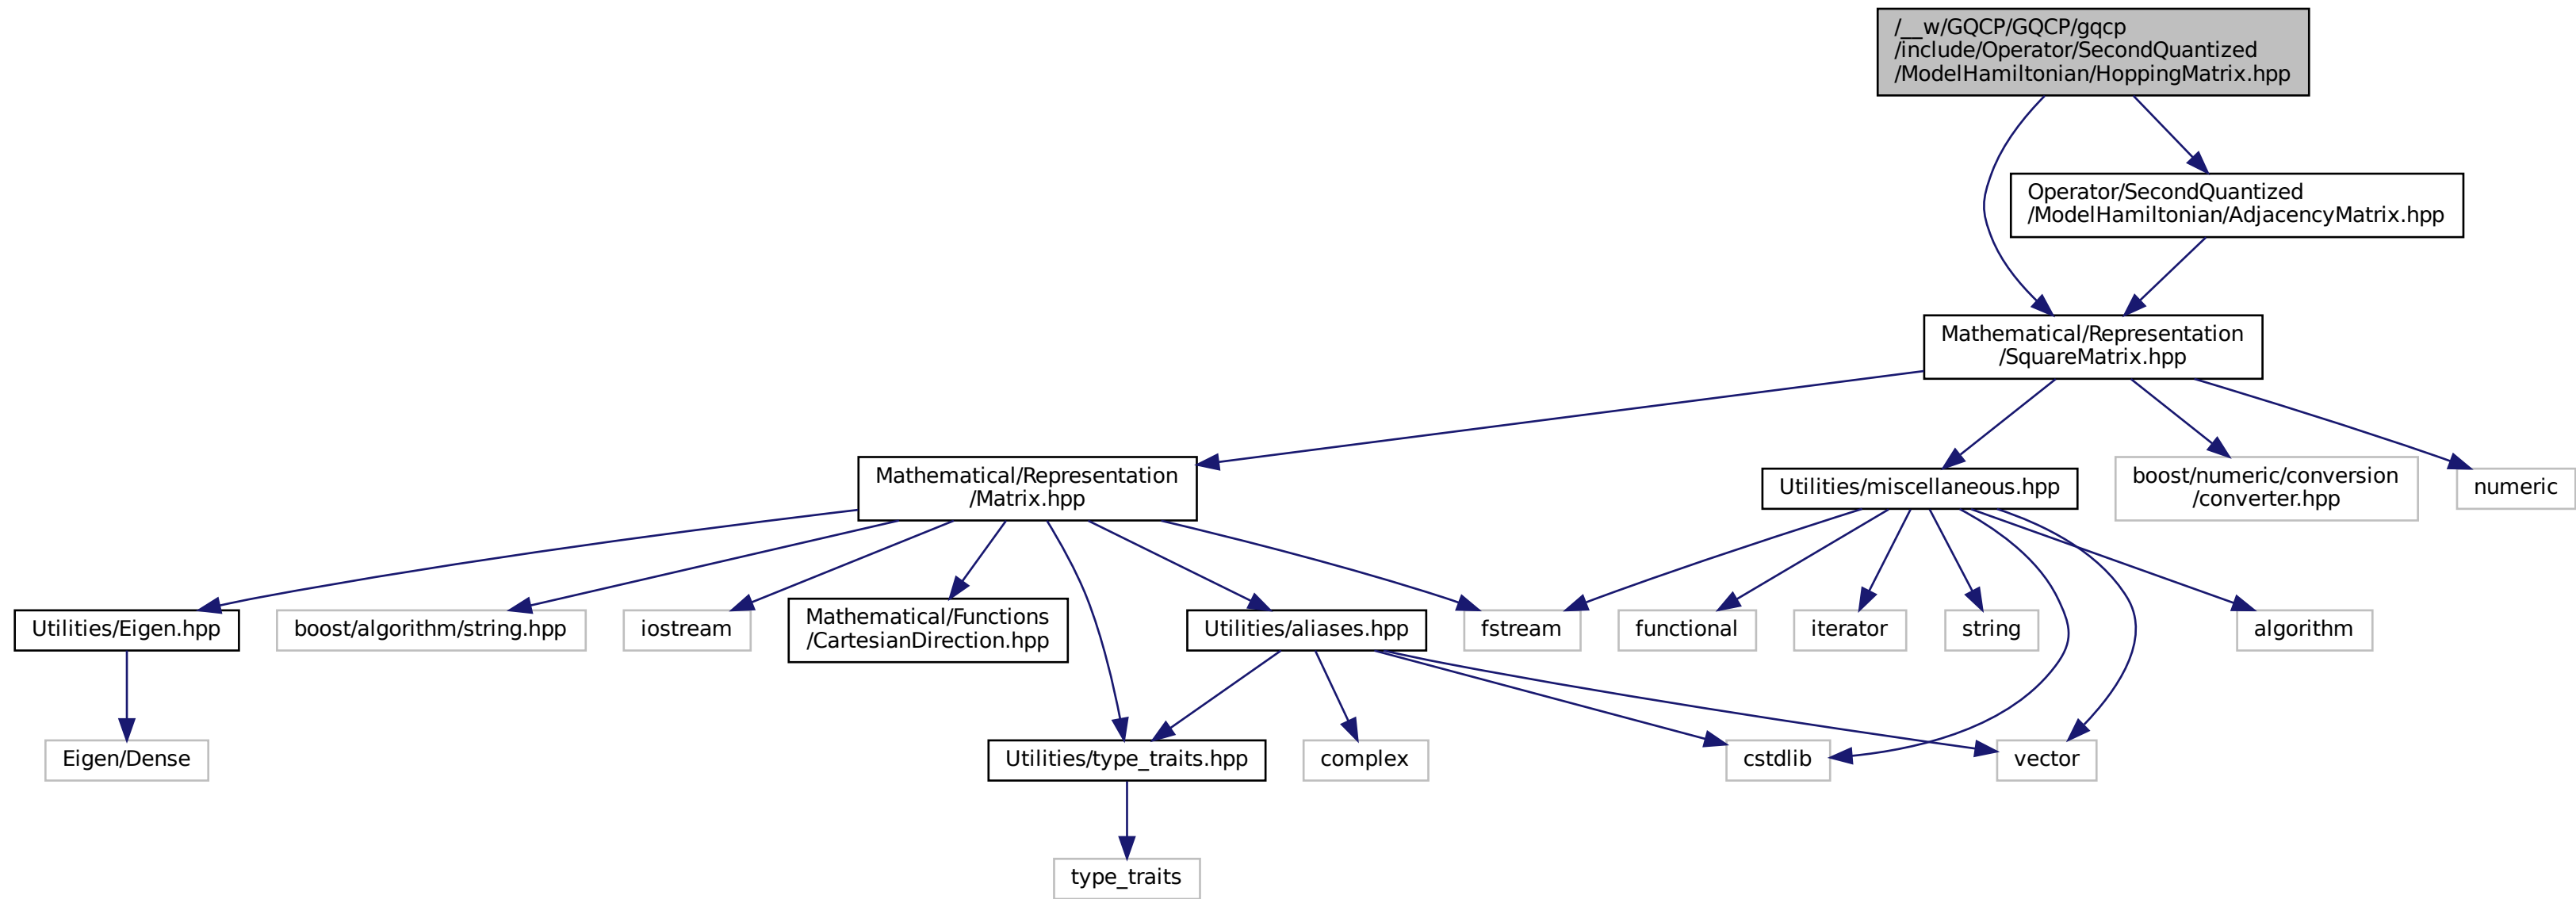 /__w/GQCP/GQCP/gqcp
/include/Operator/SecondQuantized
/ModelHamiltonian/HoppingMatrix.hpp
Operator/SecondQuantized
/ModelHamiltonian/AdjacencyMatrix.hpp
Mathematical/Representation
/SquareMatrix.hpp
Mathematical/Representation
/Matrix.hpp
Utilities/miscellaneous.hpp
boost/numeric/conversion
/converter.hpp
numeric
Utilities/Eigen.hpp
boost/algorithm/string.hpp
iostream
Mathematical/Functions
/CartesianDirection.hpp
Utilities/aliases.hpp
fstream
functional
iterator
string
algorithm
Eigen/Dense
Utilities/type_traits.hpp
complex
cstdlib
vector
type_traits